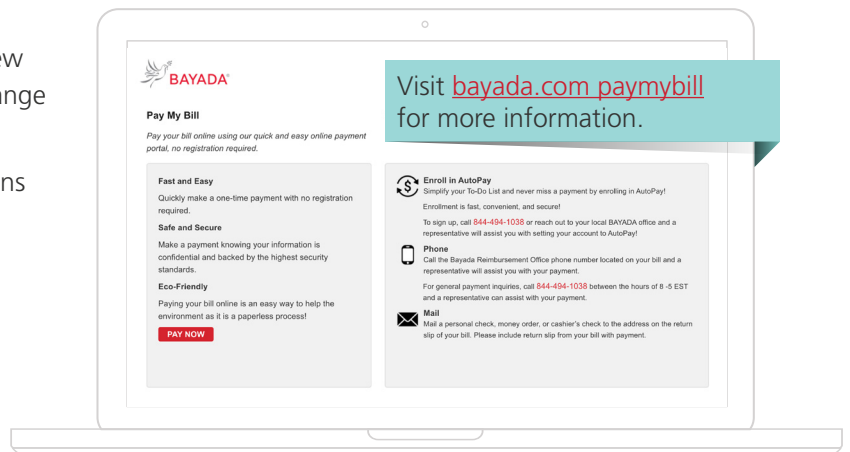 ew
ange
ns
BAYADA
Visit bayada.com paymybill
for more information.
Pay My Bill
Pay your bill online using our quick and easy online payment
portal, no registration required.
Fast and Easy
Quickly make a one-time payment with no registration
required.
Safe and Secure
Make a payment knowing your information is
confidential and backed by the highest security
standards.
Eco-Friendly
Paying your bill online is an easy way to help the
environment as it is a paperless process!
PAY NOW
Enroll in AutoPay
Simplify your To-Do List and never miss a payment by enrolling in AutoPay!
Enrollment is fast, convenient, and secure!
To sign up, call 844-494-1038 or reach out to your local BAYADA office and a
representative will assist you with setting your account to AutoPay!
Phone
Call the Bayada Reimbursement Office phone number located on your bill and a
representative will assist you with your payment.
For general payment inquiries, call 844-494-1038 between the hours of 8 -5 EST
and a representative can assist with your payment.
Mail
Mail a personal check, money order, or cashier's check to the address on the return
slip of your bill. Please include return slip from your bill with payment.